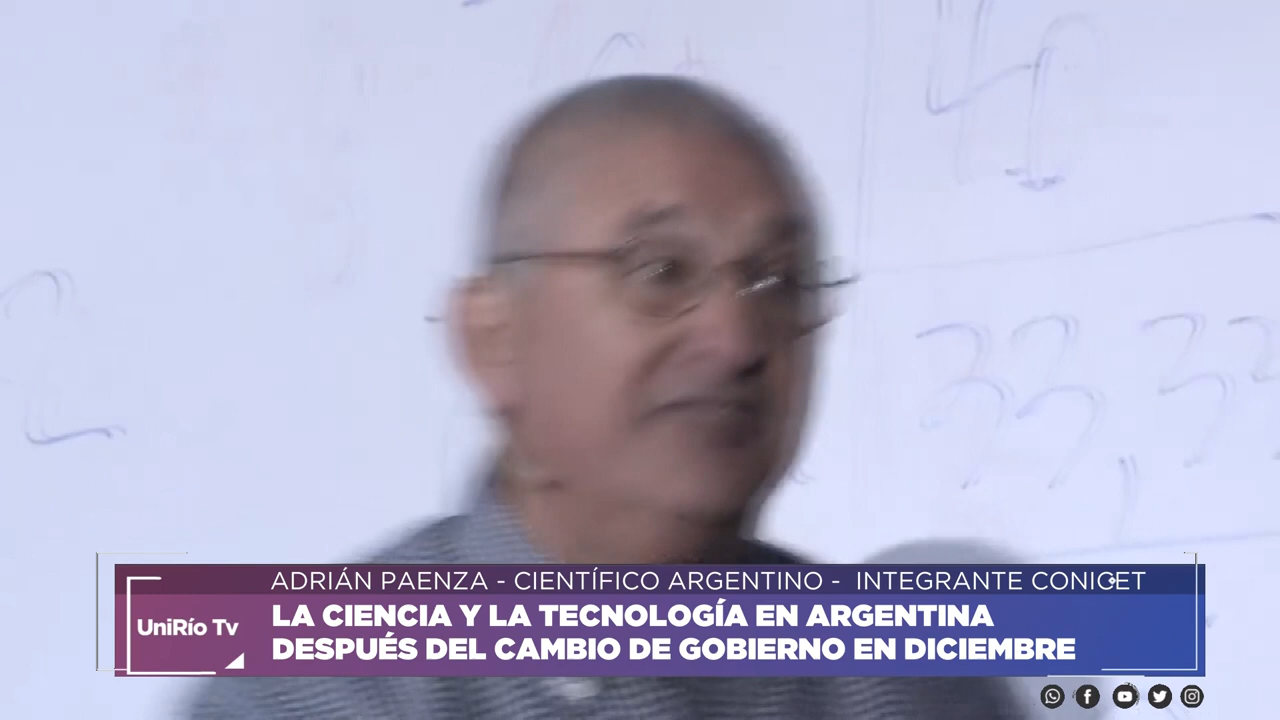 ADRIÁN PAENZA - CIENTÍFICO ARGENTINO - INTEGRANTE CONICET
UniRío Tv
LA CIENCIA Y LA TECNOLOGÍA EN ARGENTINA
DESPUÉS DEL CAMBIO DE GOBIERNO EN DICIEMBRE